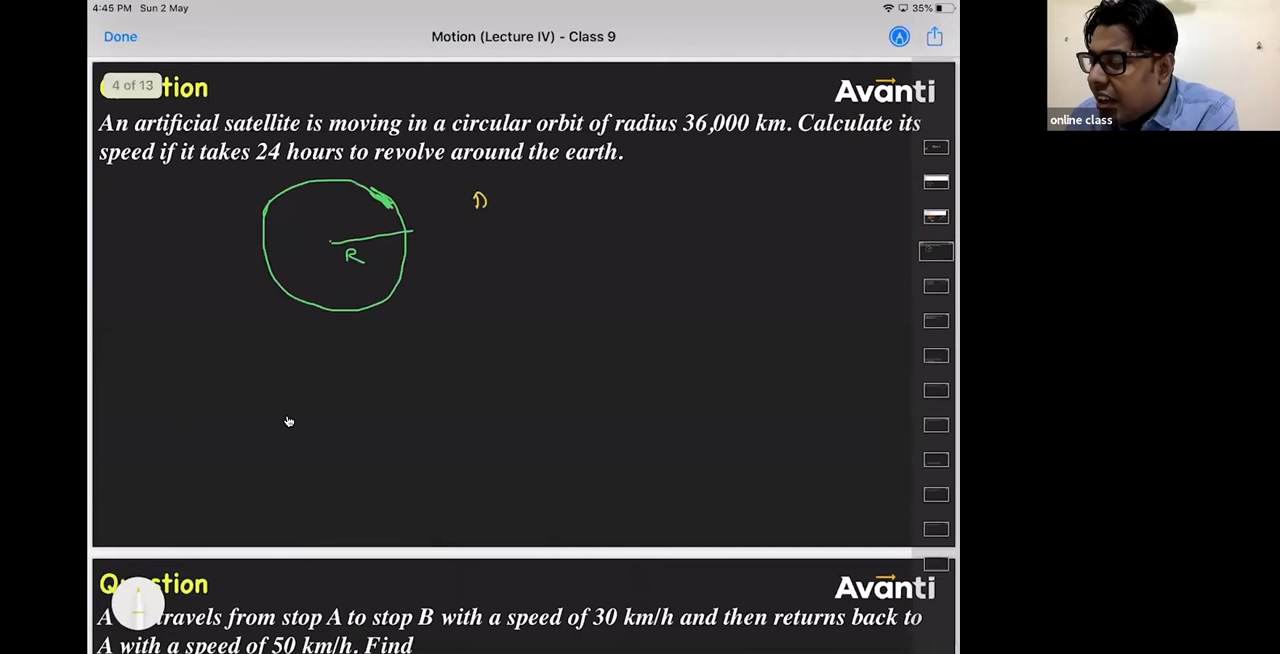 4:45 PM Sun 2 May
35%
Done
Motion (Lecture IV) - Class 9
4 of 13
tion
Avanti
An artificial satellite is moving in a circular orbit of radius 36,000 km. Calculate its
speed if it takes 24 hours to revolve around the earth.
R
online class
Question
Avanti
travels from stop A to stop B with a speed of 30 km/h and then returns back to
A with a speed of 50 km/h. Find